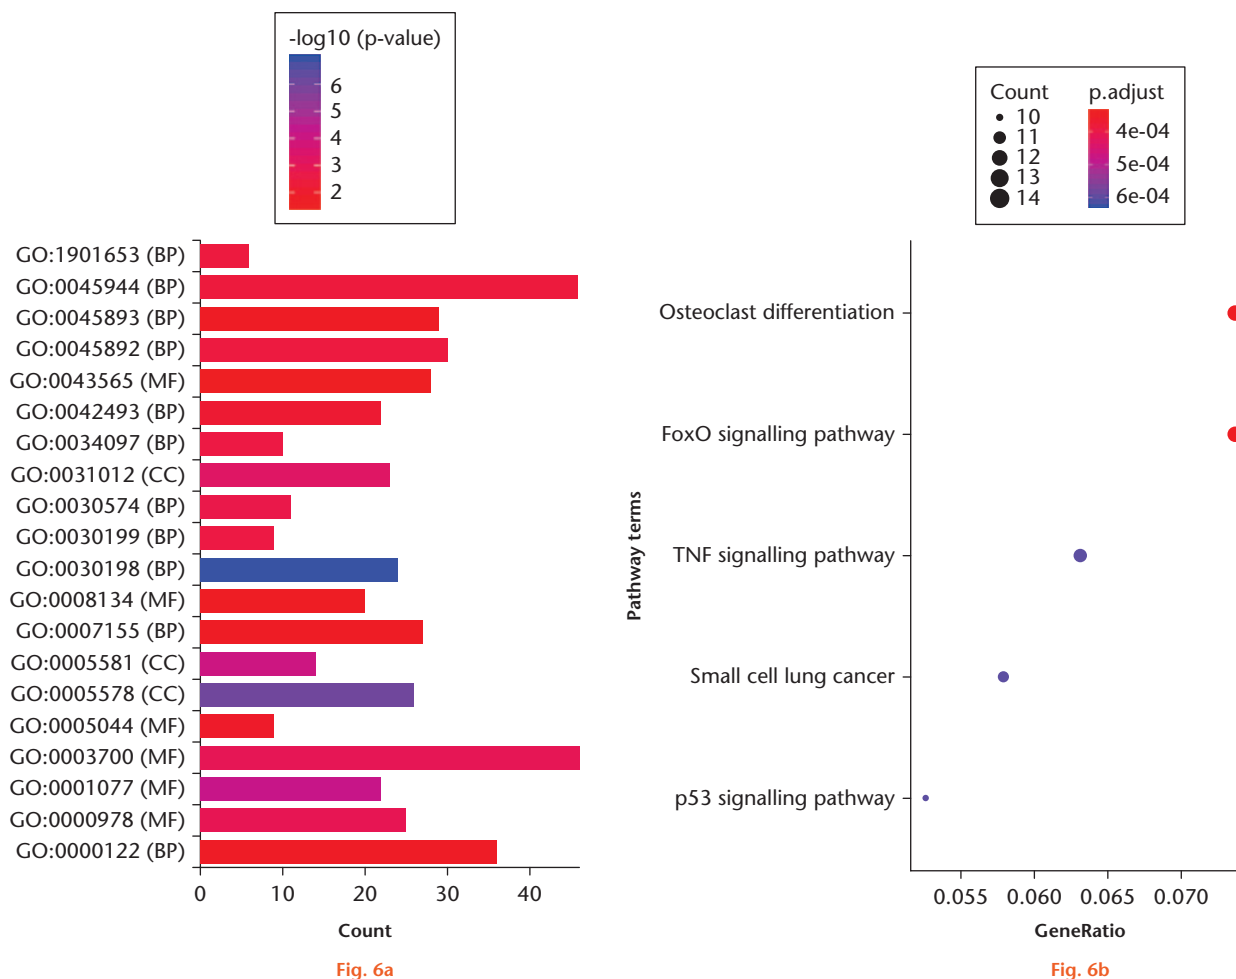 -log10 (p-value)
6
5
4
3
2
GO:1901653 (BP)
GO:0045944 (BP)
GO:0045893 (BP)
GO:0045892 (BP)
GO:0043565 (MF)
GO:0042493 (BP)
GO:0034097 (BP)
GO:0031012 (CC)
GO:0030574 (BP)
GO:0030199 (BP)
GO:0030198 (BP)
GO:0008134 (MF)
GO:0007155 (BP)
GO:0005581 (CC)
GO:0005578 (CC)
GO:0005044 (MF)
GO:0003700 (MF)
GO:0001077 (MF)
GO:0000978 (MF)
GO:0000122 (BP)
0 10 20 30 40
Count
Fig. 6a
Count
10
11
12
13
14
p.adjust
4e-04
5e-04
6e-04
Pathway terms
Osteoclast differentiation
FoxO signalling pathway
TNF signalling pathway
Small cell lung cancer
p53 signalling pathway
0.055 0.060 0.065 0.070
GeneRatio
Fig. 6b